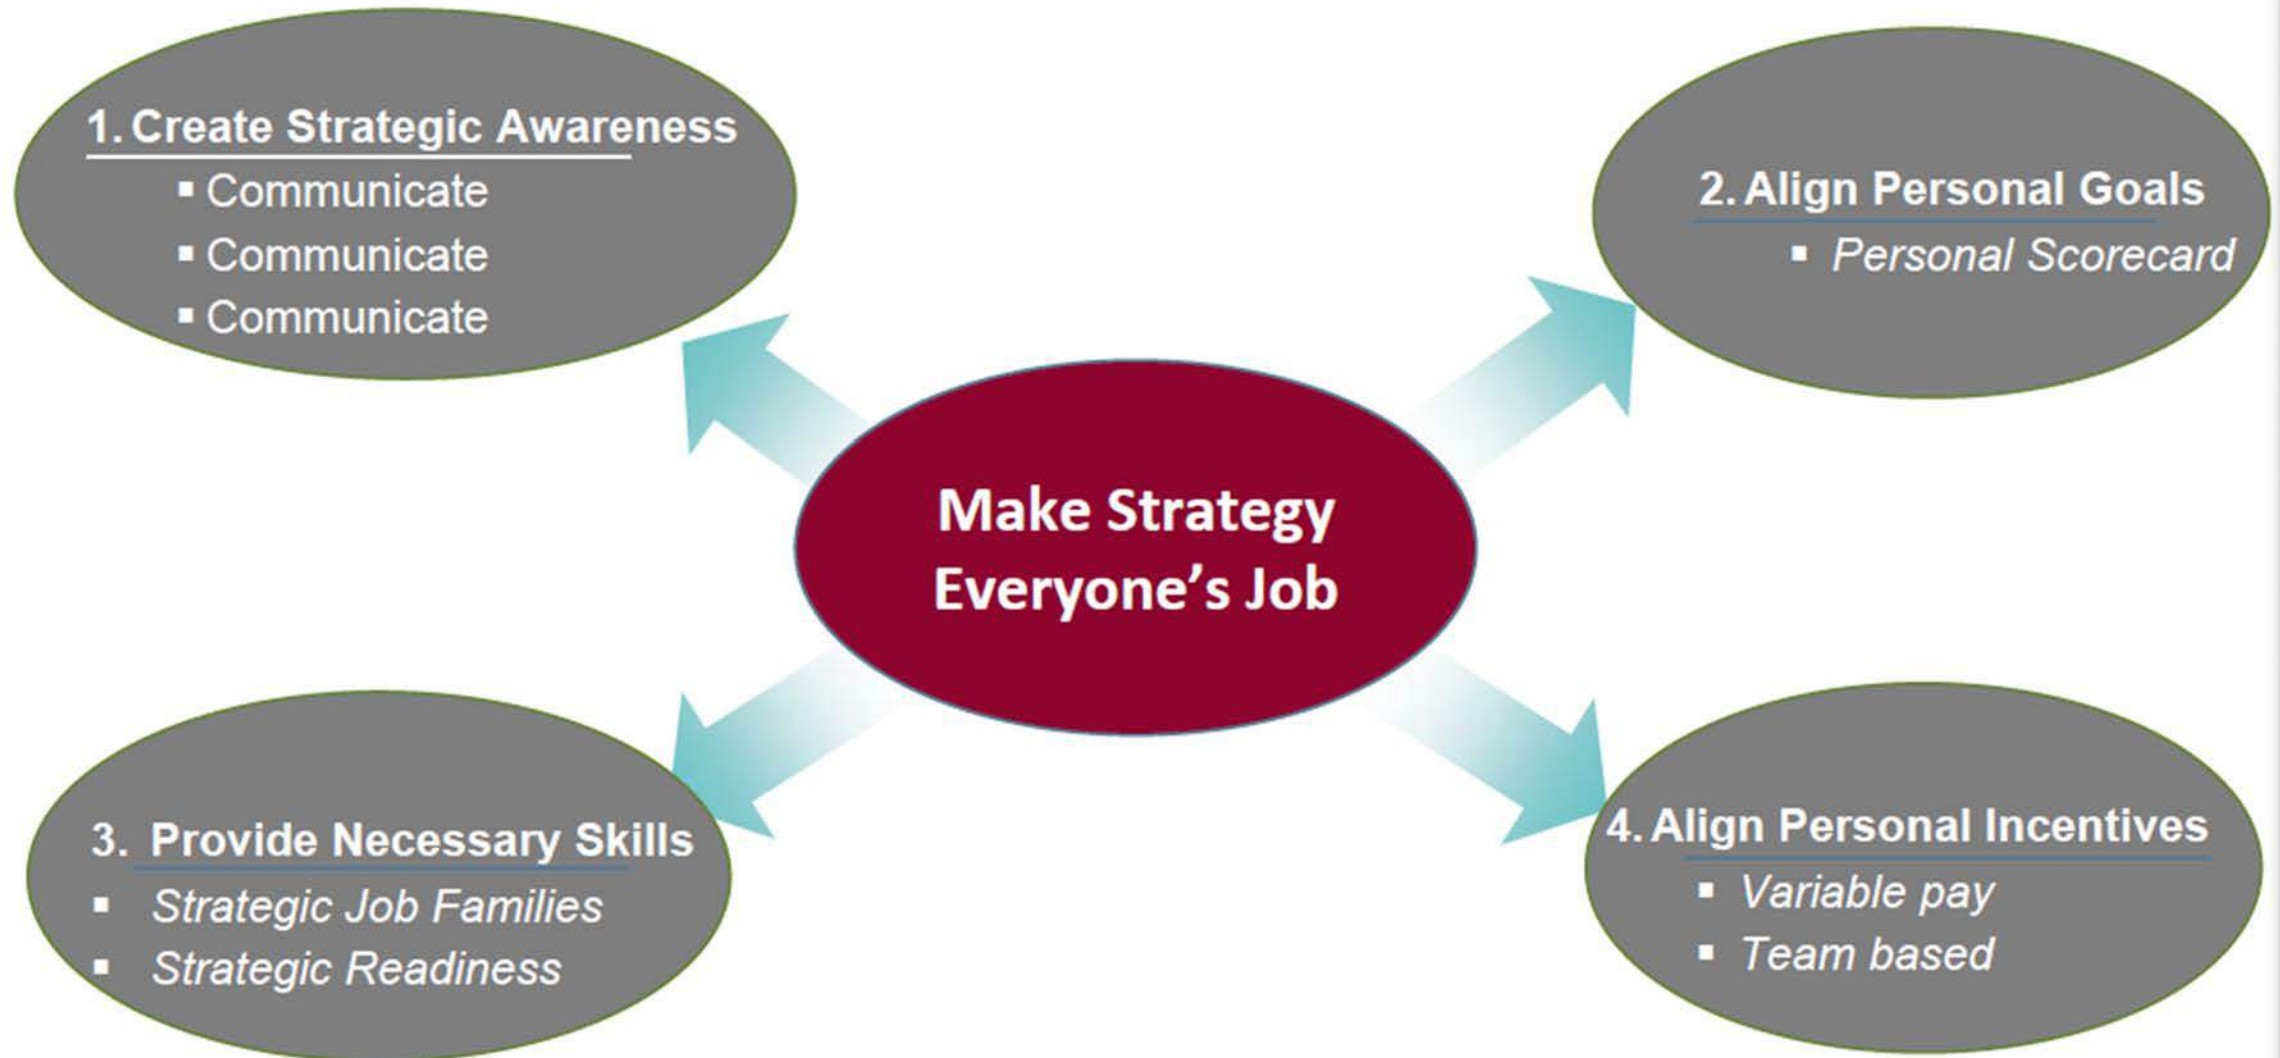 1. Create Strategic Awareness
▪ Communicate
▪ Communicate
▪ Communicate
2. Align Personal Goals
▪ Personal Scorecard
Make Strategy
Everyone’s Job
3. Provide Necessary Skills
▪ Strategic Job Families
▪ Strategic Readiness
4. Align Personal Incentives
▪ Variable pay
▪ Team based